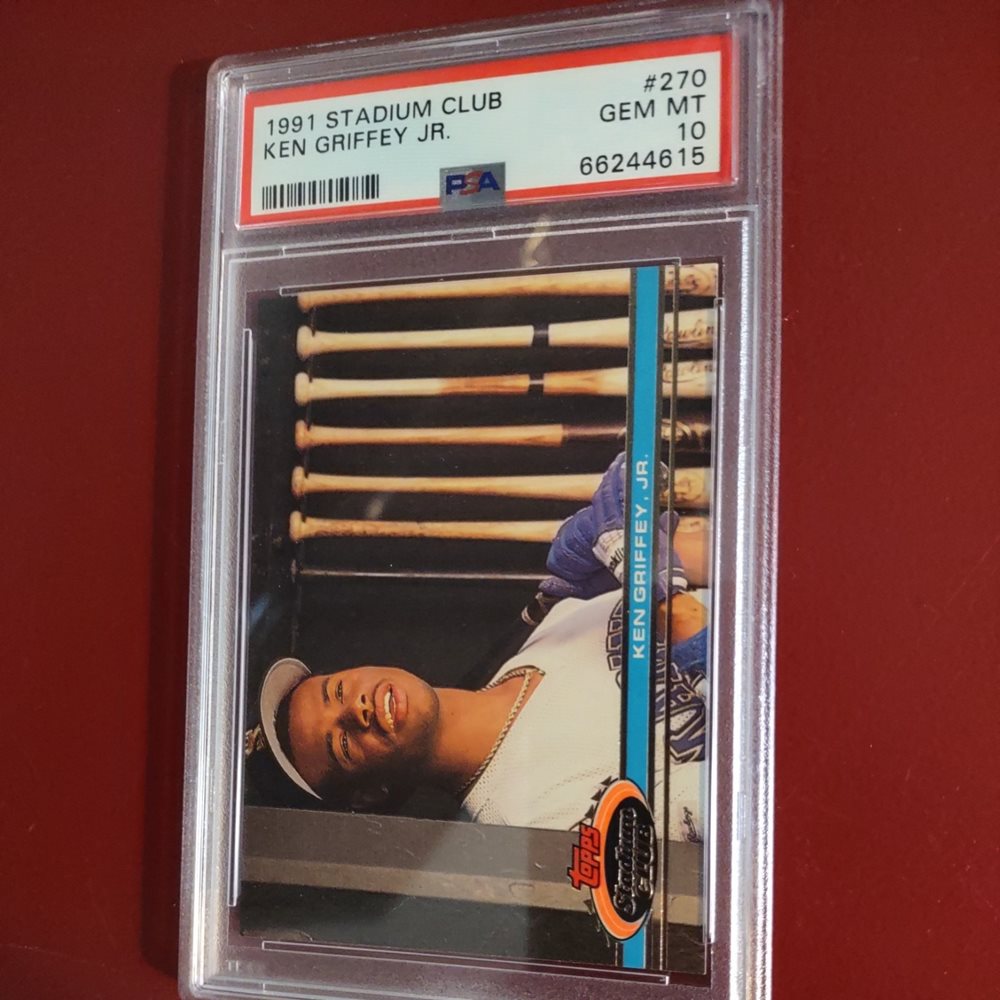 1991 STADIUM CLUB
KEN GRIFFEY JR.
#270
GEM MT
10
66244615
PSA
KEN GRIFFEY, JR.
TOPPS
Stadium
CLUB